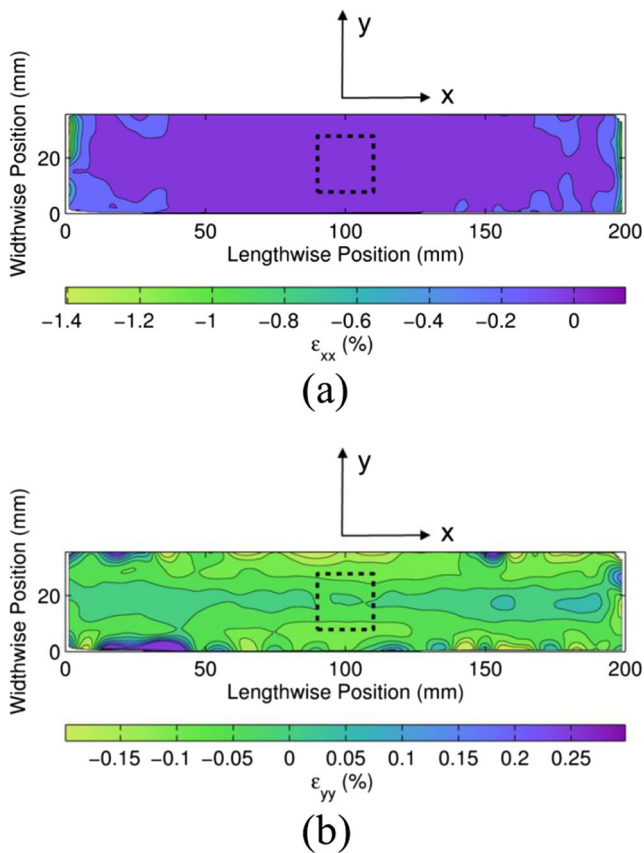 y
x
Widthwise Position (mm)
20
0
0 50 100 150 200
Lengthwise Position (mm)
−1.4 −1.2 −1 −0.8 −0.6 −0.4 −0.2 0
εxx (%)
(a)
y
x
Widthwise Position (mm)
20
0
0 50 100 150 200
Lengthwise Position (mm)
−0.15 −0.1 −0.05 0 0.05 0.1 0.15 0.2 0.25
εyy (%)
(b)